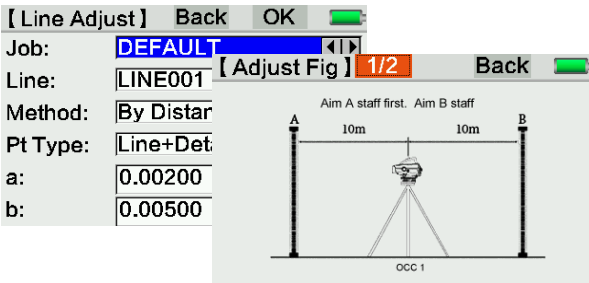 【Line Adjust】 Back OK
Job: DEFAULT
Line: LINE001
Method: By Distan
Pt Type: Line+Deta
a: 0.00200
b: 0.00500
【Adjust Fig】 1/2 Back
Aim A staff first. Aim B staff
A B
10m 10m
OCC 1